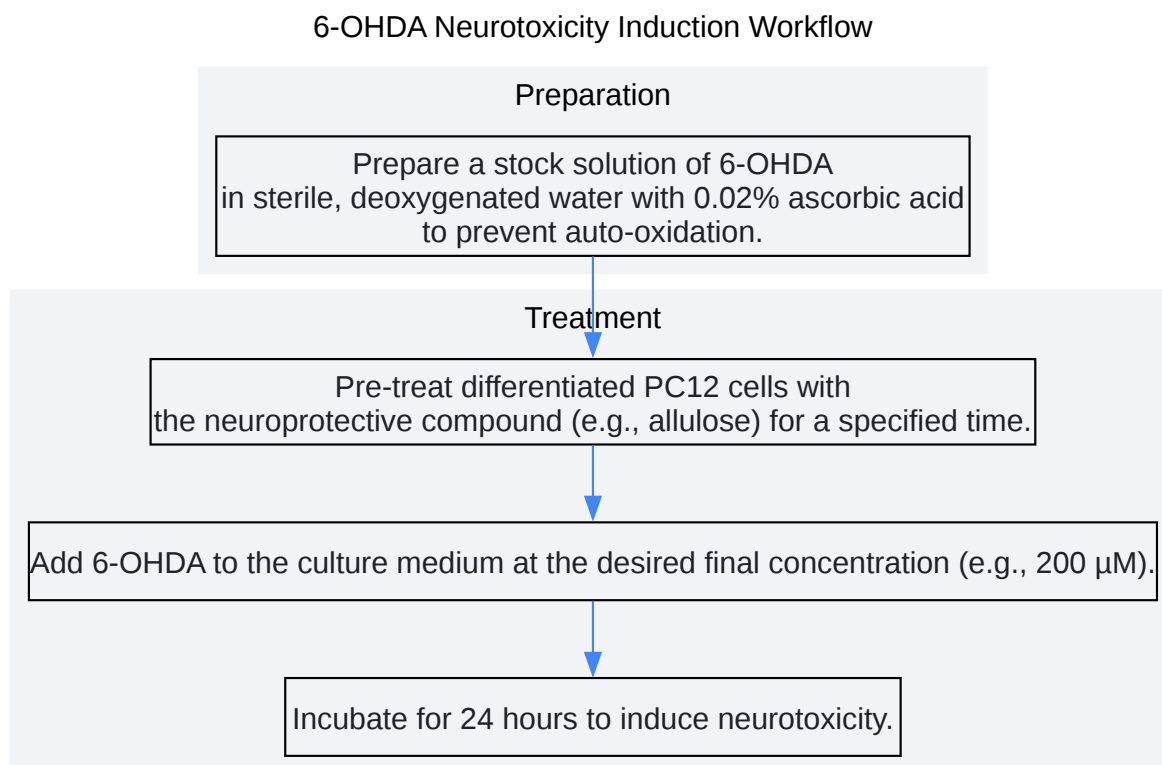 6-OHDA Neurotoxicity Induction Workflow
Preparation
Prepare a stock solution of 6-OHDA
in sterile, deoxygenated water with 0.02% ascorbic acid
to prevent auto-oxidation.
Treatment
Pre-treat differentiated PC12 cells with
the neuroprotective compound (e.g., allulose) for a specified time.
Add 6-OHDA to the culture medium at the desired final concentration (e.g., 200 µM).
Incubate for 24 hours to induce neurotoxicity.